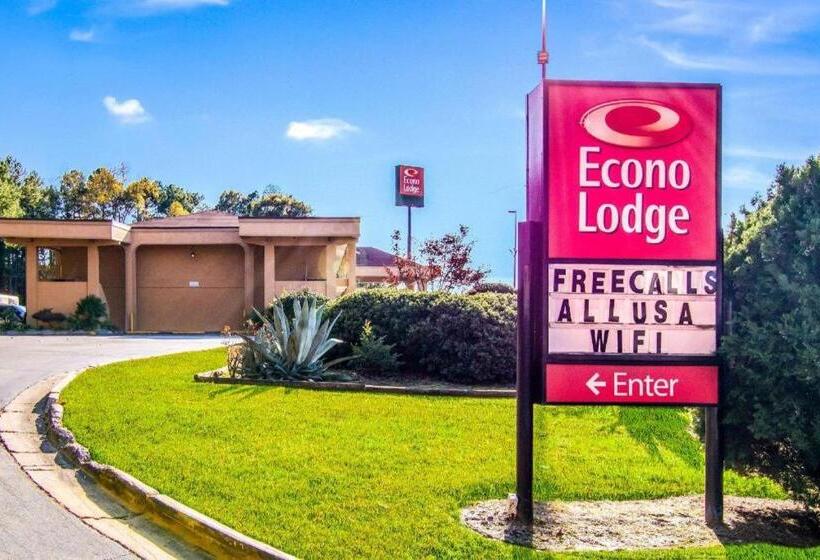 Econo
Lodge
Econo
Lodge
FREECALLS
ALLUSA
WIFI
← Enter